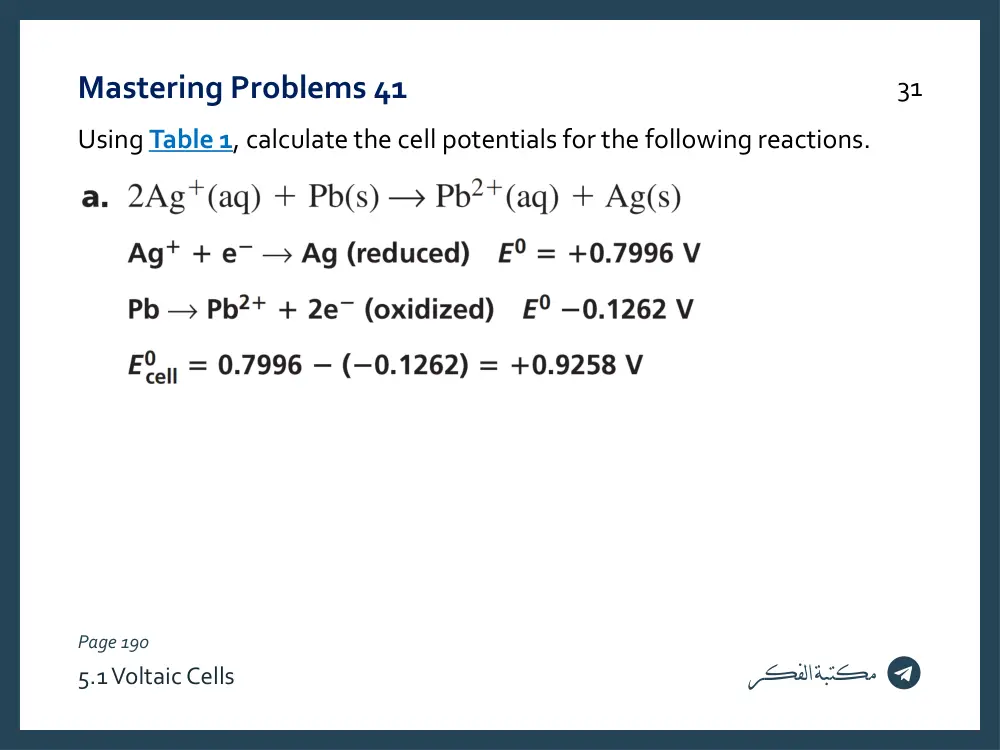 Mastering Problems 41
31
Using Table 1, calculate the cell potentials for the following reactions.
a. 2Ag⁺(aq) + Pb(s) → Pb²⁺(aq) + Ag(s)
Ag⁺ + e⁻ → Ag (reduced) E⁰ = +0.7996 V
Pb → Pb²⁺ + 2e⁻ (oxidized) E⁰ −0.1262 V
E⁰cell = 0.7996 − (−0.1262) = +0.9258 V
Page 190
5.1 Voltaic Cells
مكتبة الفكر